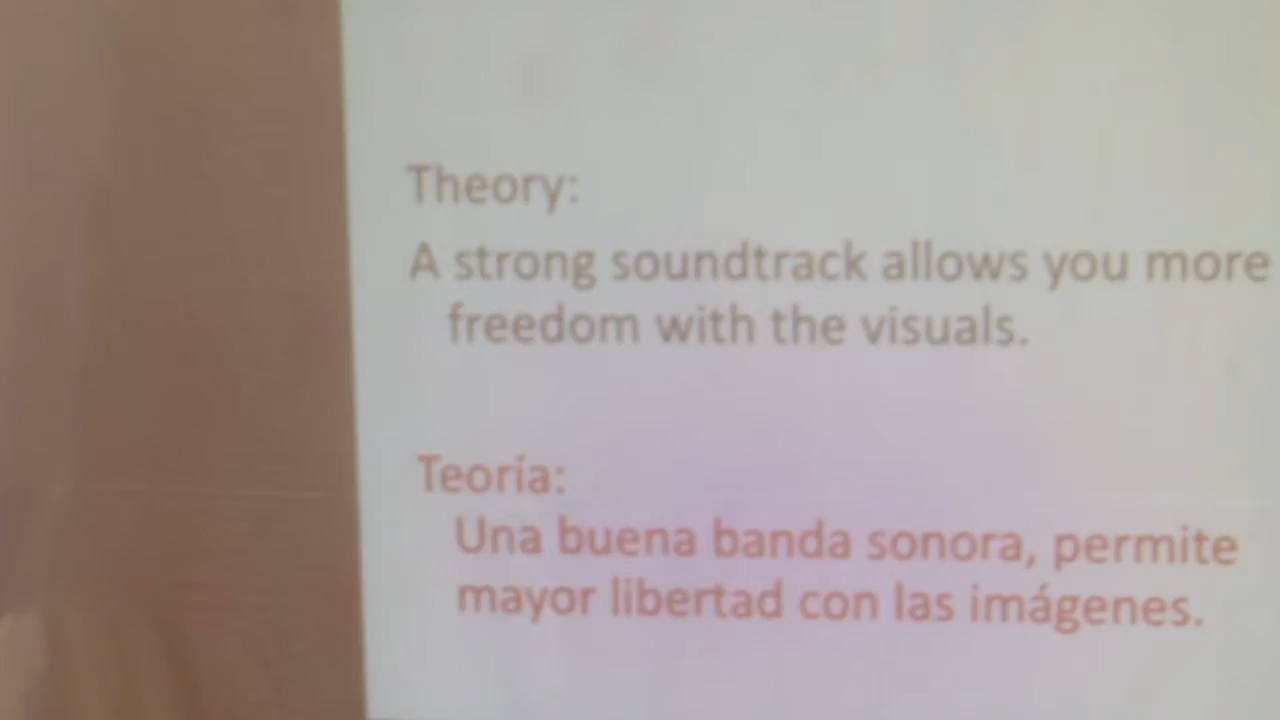 Theory:
A strong soundtrack allows you more
freedom with the visuals.
Teoría:
Una buena banda sonora, permite
mayor libertad con las imágenes.